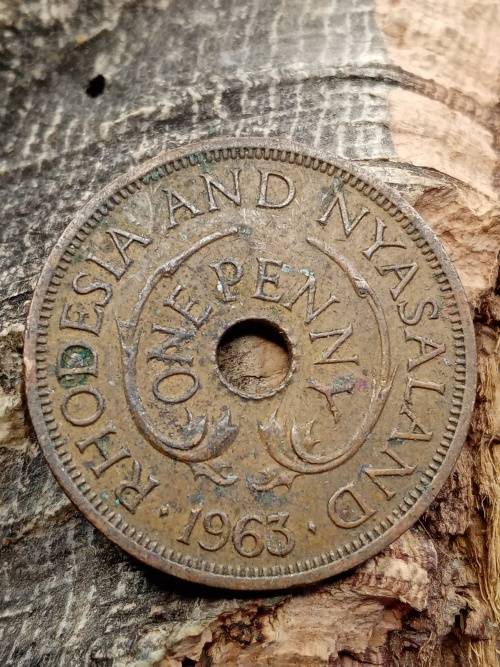 RHODESIA AND NYASALAND
ONE PENNY
· 1963 ·